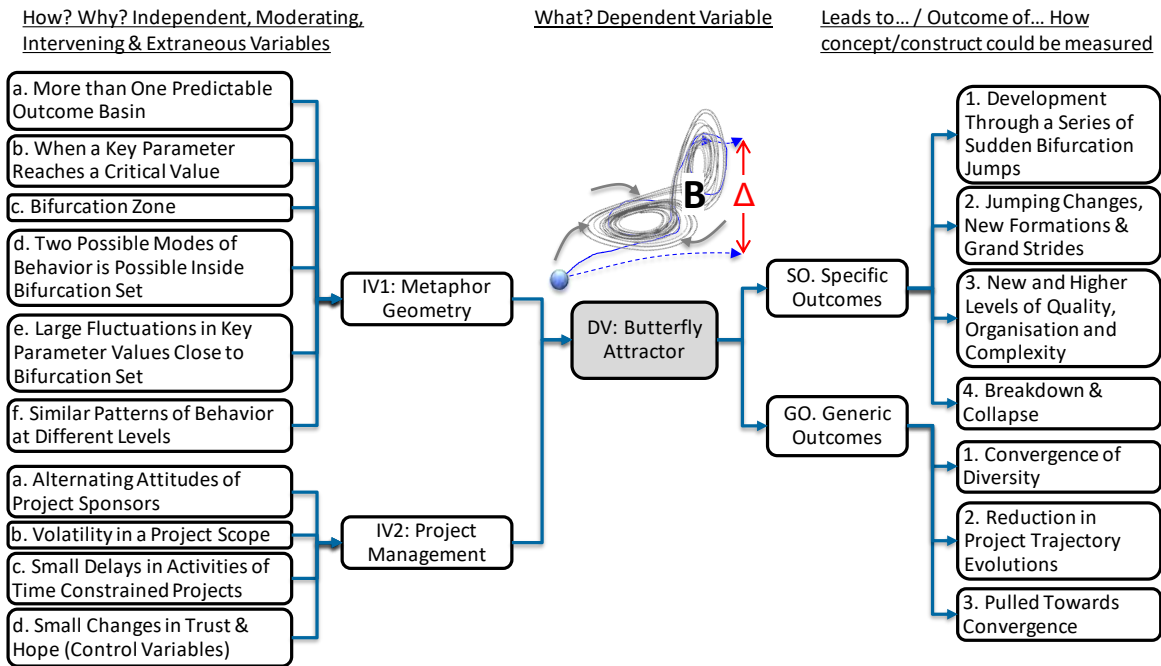 How? Why? Independent, Moderating,
Intervening & Extraneous Variables
What? Dependent Variable
Leads to… / Outcome of… How
concept/construct could be measured
a. More than One Predictable
Outcome Basin
b. When a Key Parameter
Reaches a Critical Value
c. Bifurcation Zone
d. Two Possible Modes of
Behavior is Possible Inside
Bifurcation Set
e. Large Fluctuations in Key
Parameter Values Close to
Bifurcation Set
f. Similar Patterns of Behavior
at Different Levels
a. Alternating Attitudes of
Project Sponsors
b. Volatility in a Project Scope
c. Small Delays in Activities of
Time Constrained Projects
d. Small Changes in Trust &
Hope (Control Variables)
IV1: Metaphor
Geometry
IV2: Project
Management
B
Δ
DV: Butterfly
Attractor
SO. Specific
Outcomes
GO. Generic
Outcomes
1. Development
Through a Series of
Sudden Bifurcation
Jumps
2. Jumping Changes,
New Formations &
Grand Strides
3. New and Higher
Levels of Quality,
Organisation and
Complexity
4. Breakdown &
Collapse
1. Convergence of
Diversity
2. Reduction in
Project Trajectory
Evolutions
3. Pulled Towards
Convergence